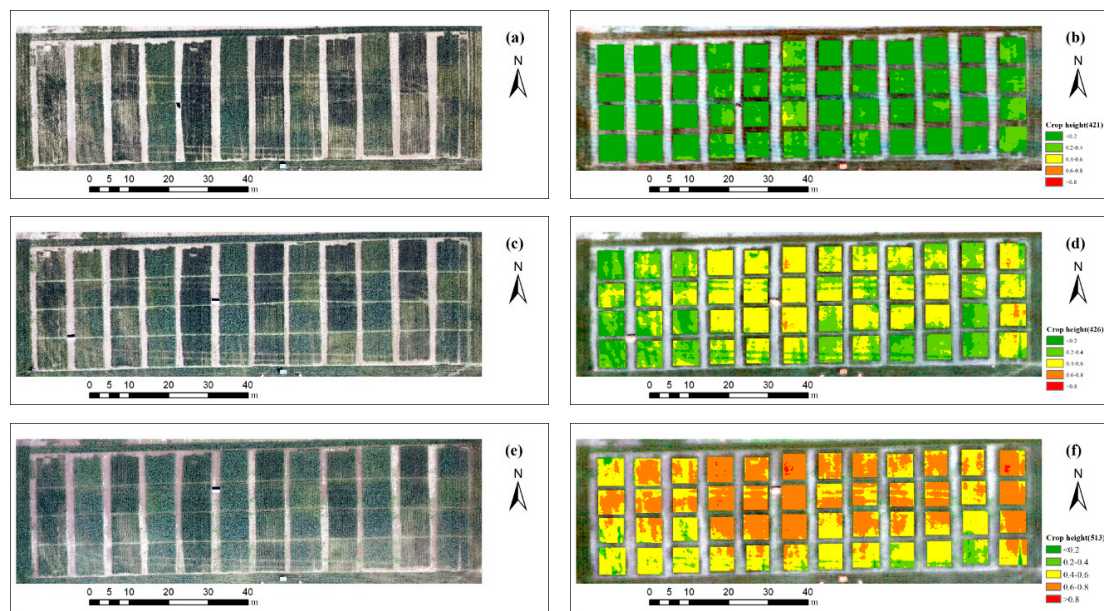 (a)
N
0 5 10 20 30 40
m
(b)
N
Crop height(421)
<0.2
0.2-0.4
0.4-0.6
0.6-0.8
>0.8
0 5 10 20 30 40
m
(c)
N
0 5 10 20 30 40
m
(d)
N
Crop height(426)
<0.2
0.2-0.4
0.4-0.6
0.6-0.8
>0.8
0 5 10 20 30 40
m
(e)
N
0 5 10 20 30 40
m
(f)
N
Crop height(513)
<0.2
0.2-0.4
0.4-0.6
0.6-0.8
>0.8
0 5 10 20 30 40
m